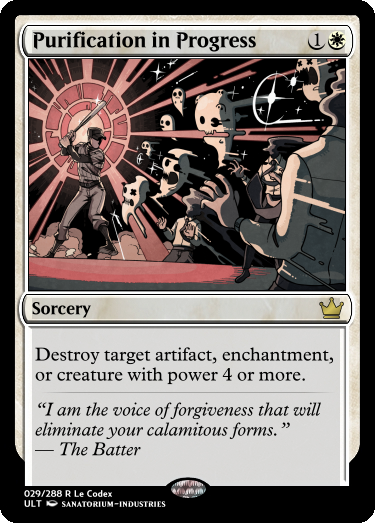 Purification in Progress 1
Sorcery
Destroy target artifact, enchantment,
or creature with power 4 or more.
“I am the voice of forgiveness that will
eliminate your calamitous forms.”
— The Batter
029/288 R Le Codex
ULT SANATORIUM-INDUSTRIES